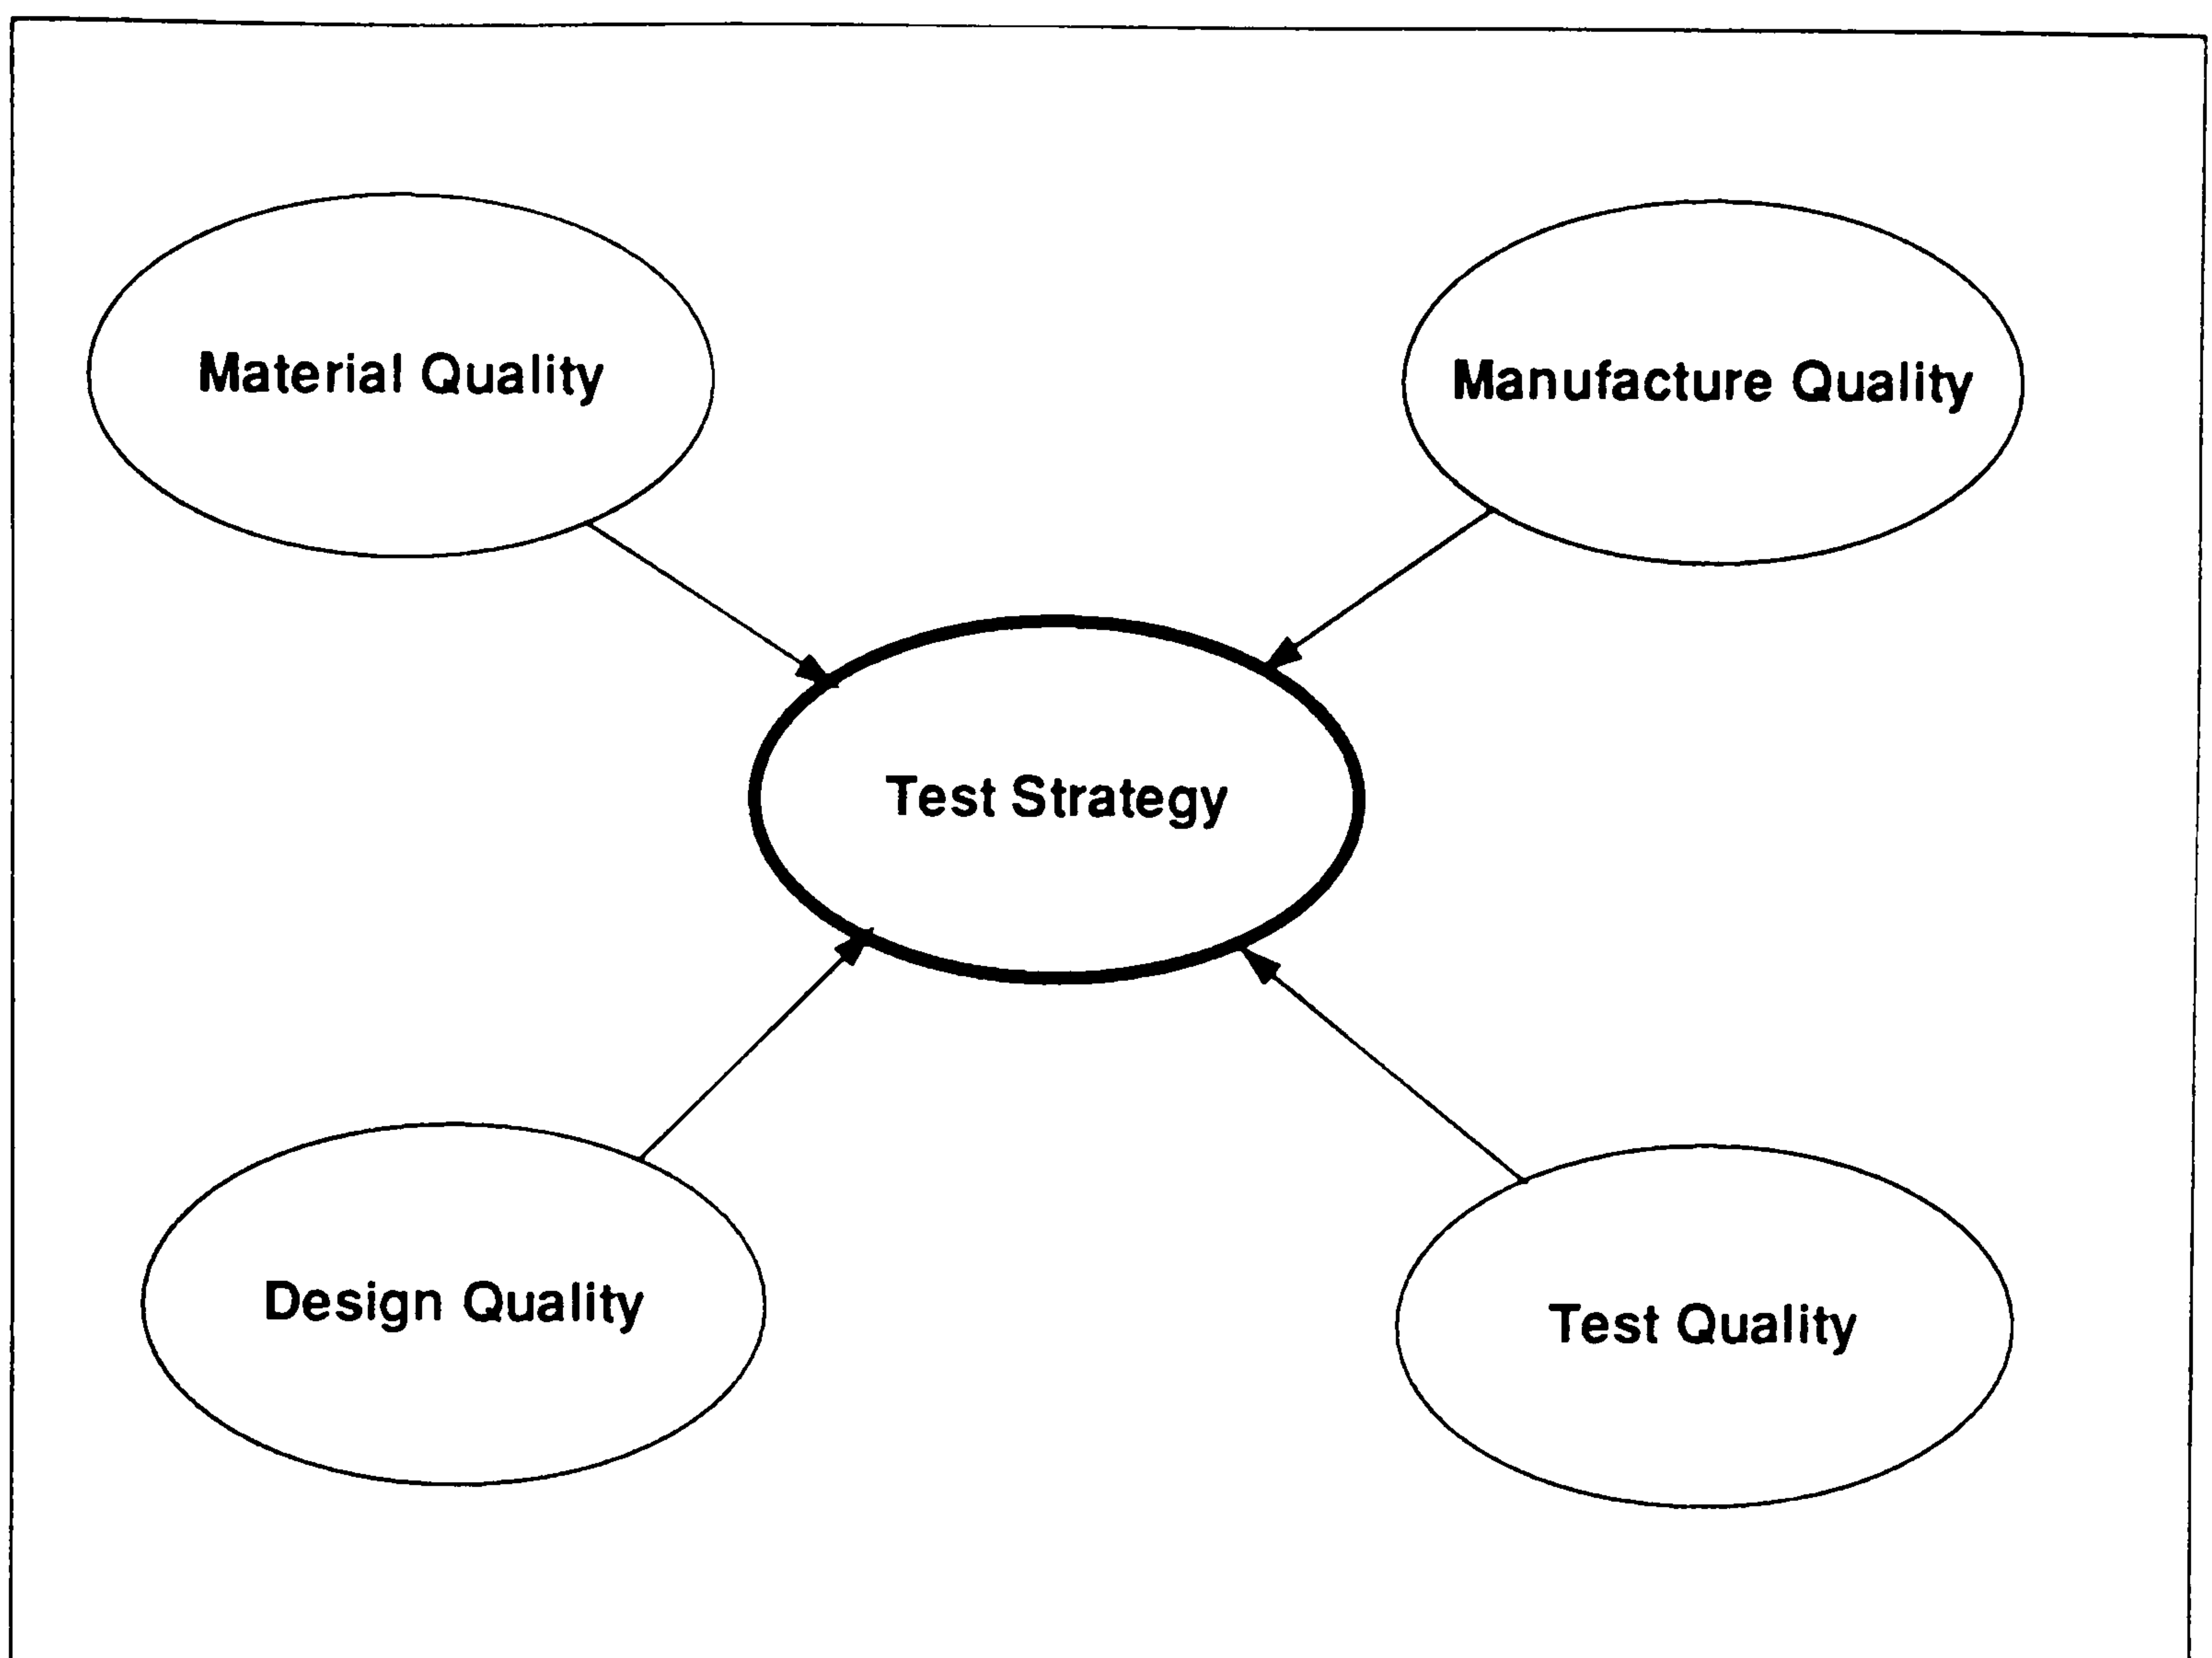 Material Quality
Manufacture Quality
Test Strategy
Design Quality
Test Quality